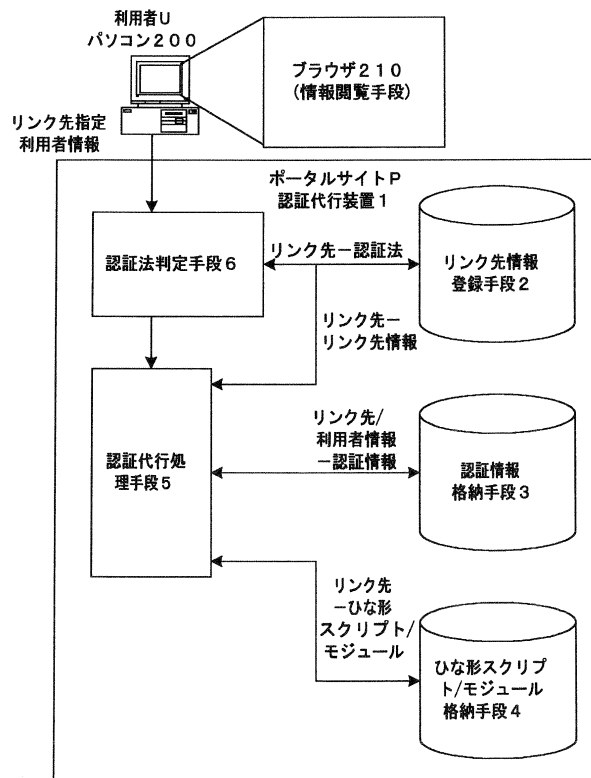 利用者U
パソコン200
ブラウザ210
(情報閲覧手段)
リンク先指定
利用者情報
ポータルサイトP
認証代行装置1
認証法判定手段6
リンク先ー認証法
リンク先情報
登録手段2
リンク先ー
リンク先情報
認証代行処
理手段5
リンク先/
利用者情報
ー認証情報
認証情報
格納手段3
リンク先
ーひな形
スクリプト/
モジュール
ひな形スクリプ
ト/モジュール
格納手段4